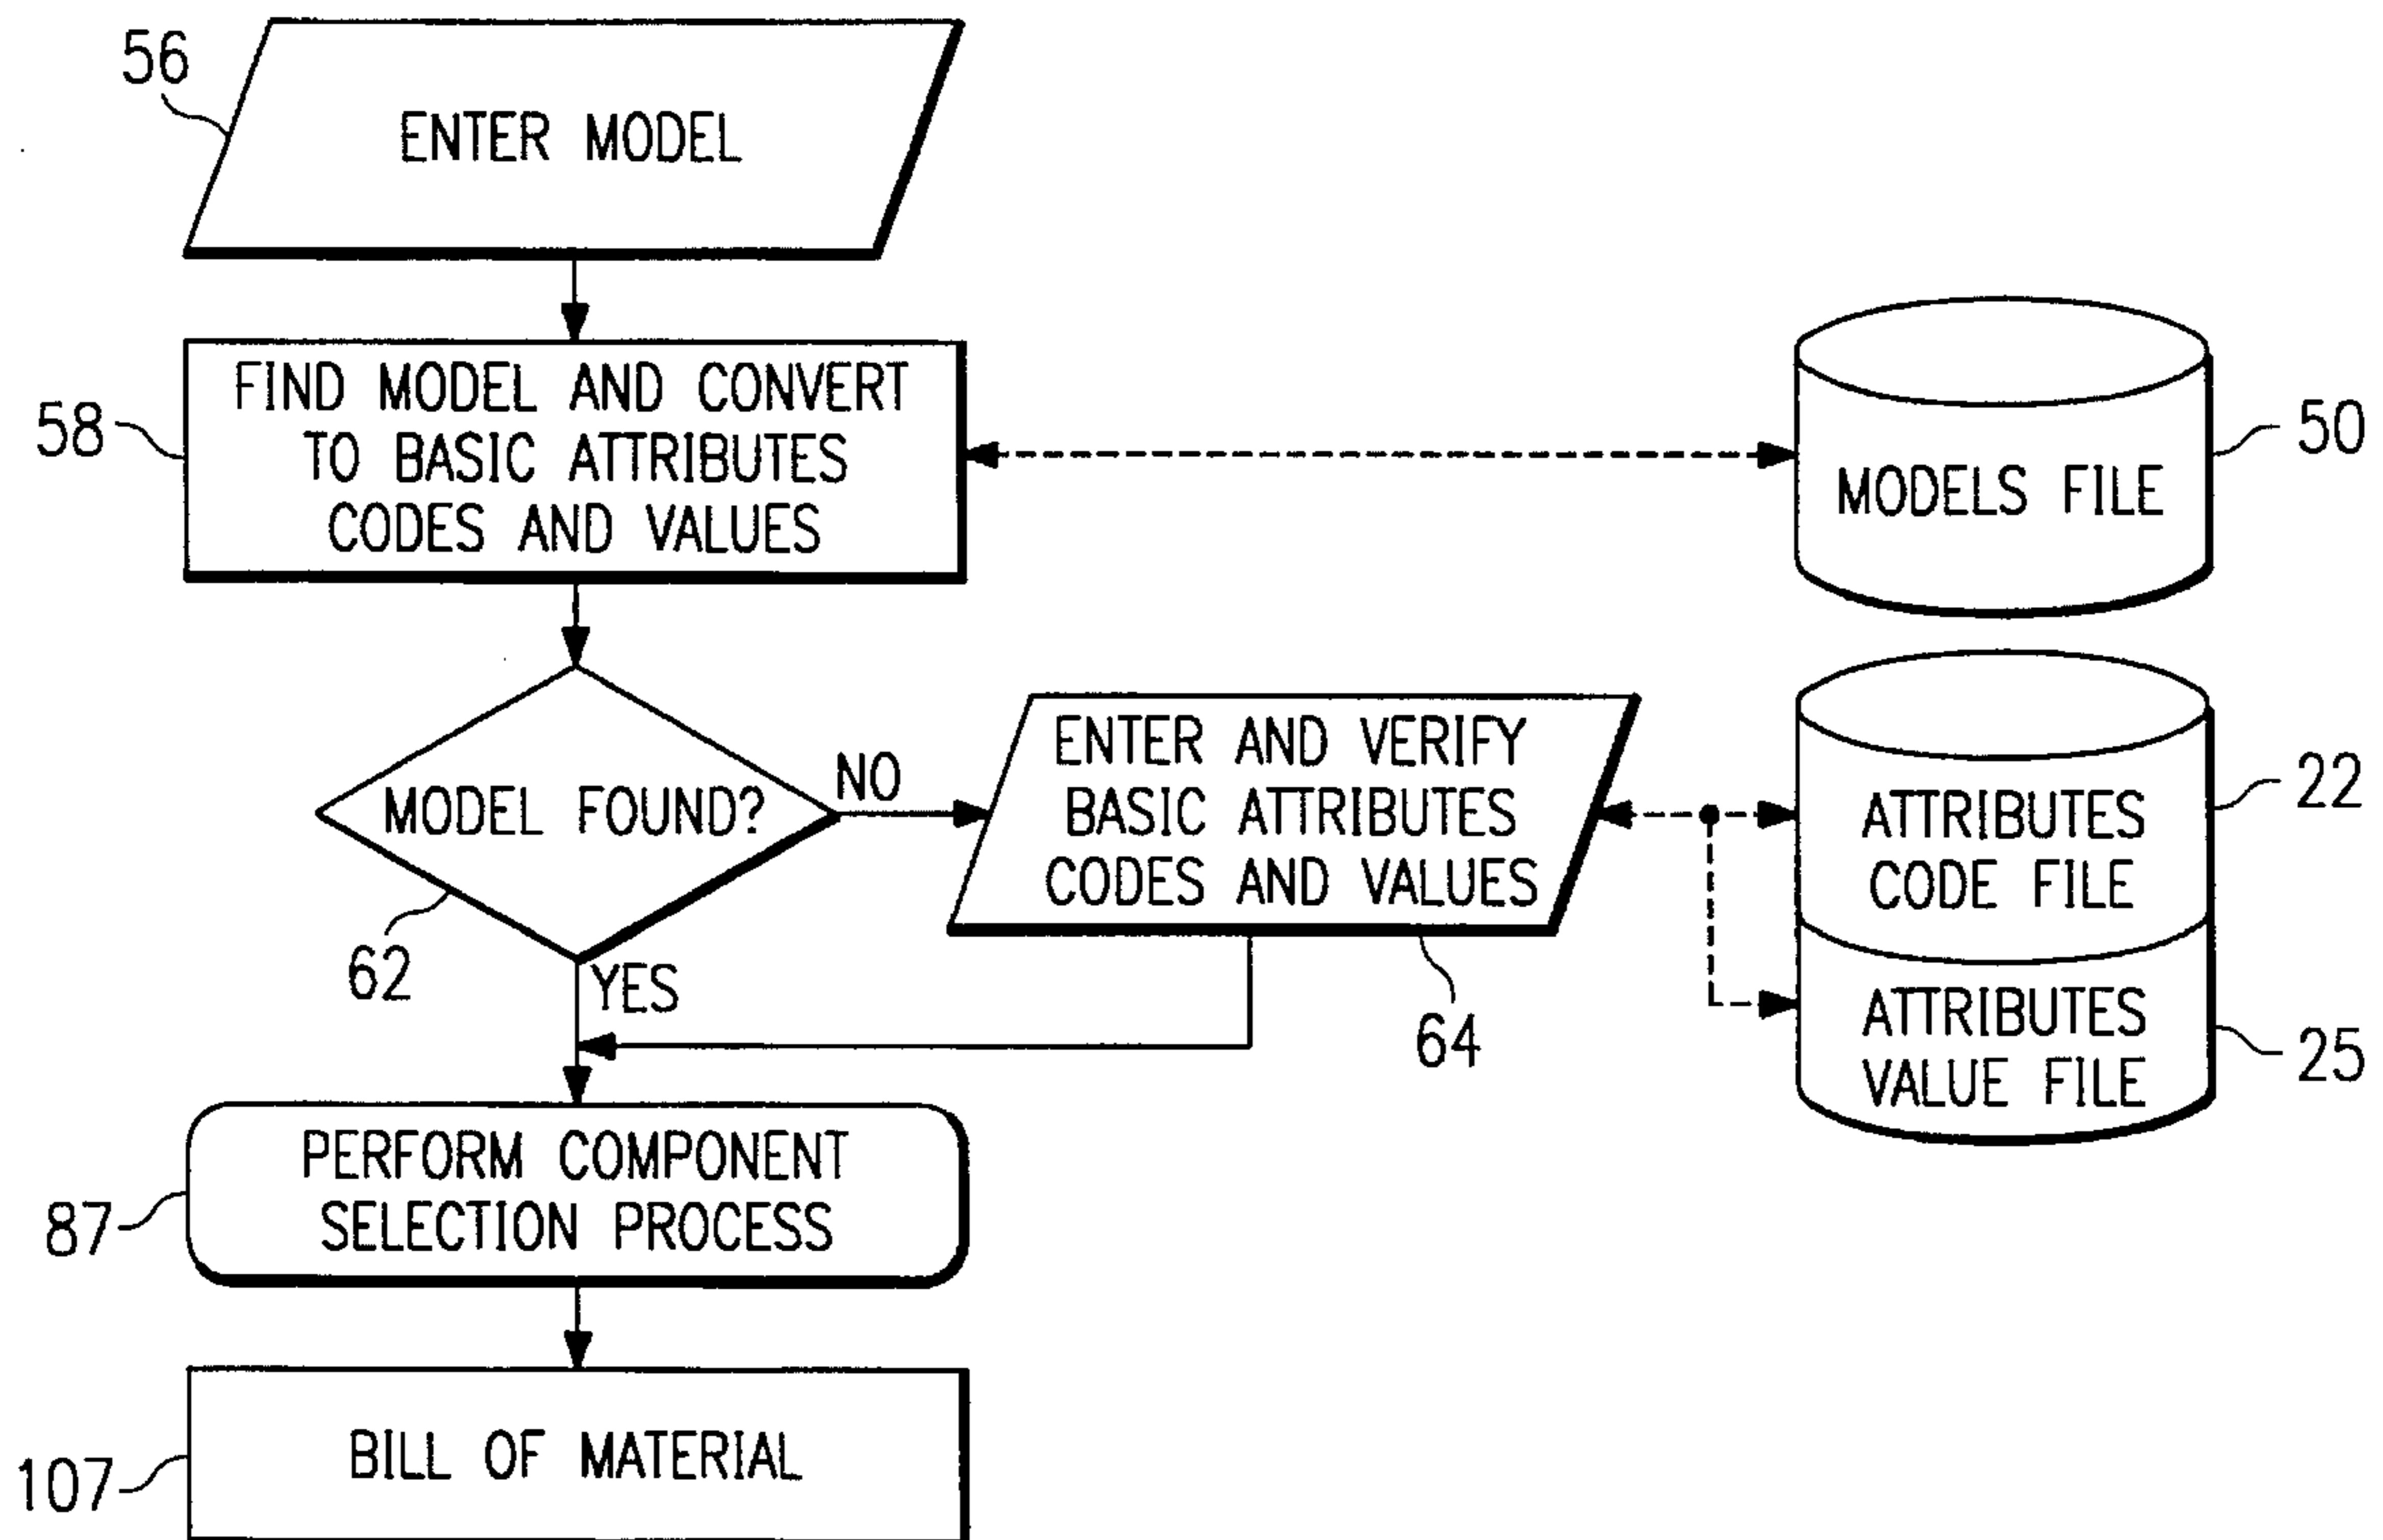 56
ENTER MODEL
58
FIND MODEL AND CONVERT
TO BASIC ATTRIBUTES
CODES AND VALUES
50
MODELS FILE
MODEL FOUND?
62
NO
YES
ENTER AND VERIFY
BASIC ATTRIBUTES
CODES AND VALUES
64
22
ATTRIBUTES
CODE FILE
ATTRIBUTES
VALUE FILE
25
PERFORM COMPONENT
SELECTION PROCESS
87
BILL OF MATERIAL
107